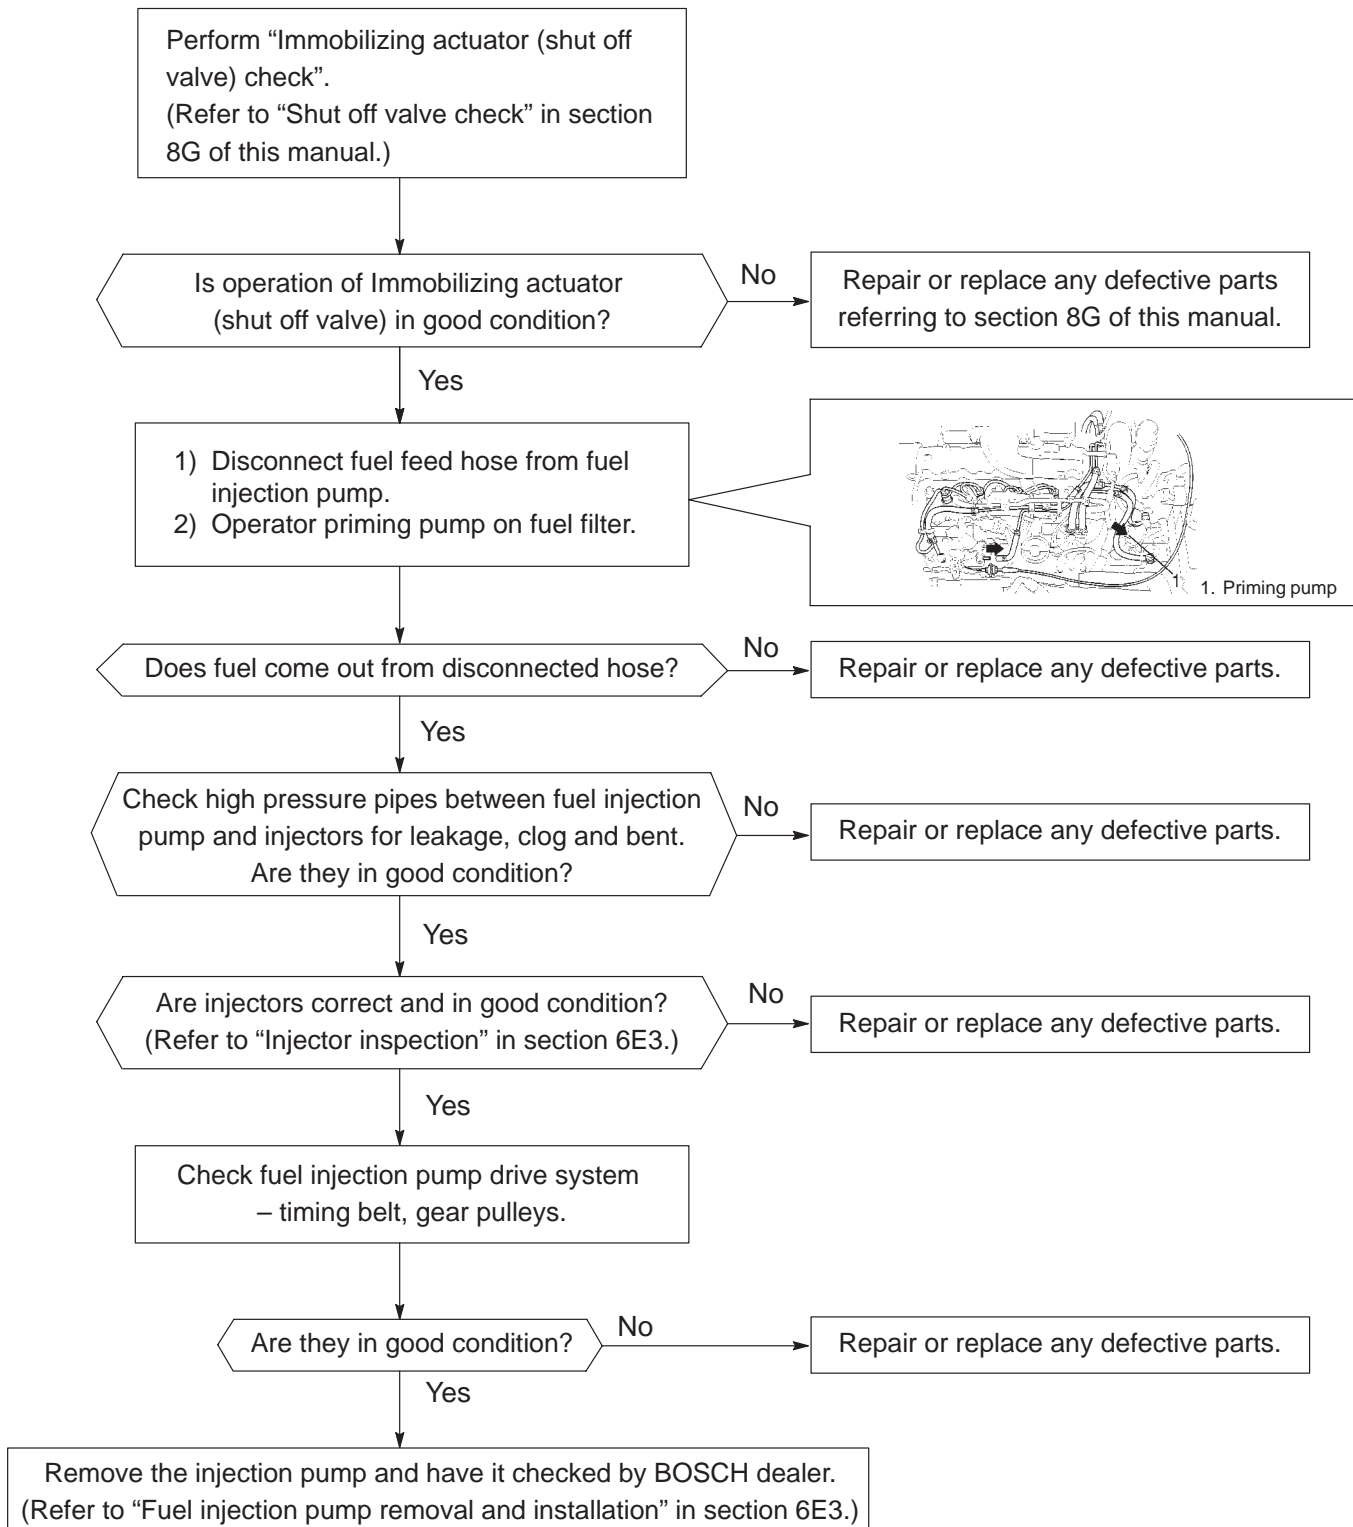 Perform “Immobilizing actuator (shut off
valve) check”.
(Refer to “Shut off valve check” in section
8G of this manual.)
Is operation of Immobilizing actuator
(shut off valve) in good condition?
No
Repair or replace any defective parts
referring to section 8G of this manual.
Yes
1) Disconnect fuel feed hose from fuel
injection pump.
2) Operator priming pump on fuel filter.
1
1. Priming pump
Does fuel come out from disconnected hose?
No
Repair or replace any defective parts.
Yes
Check high pressure pipes between fuel injection
pump and injectors for leakage, clog and bent.
Are they in good condition?
No
Repair or replace any defective parts.
Yes
Are injectors correct and in good condition?
(Refer to “Injector inspection” in section 6E3.)
No
Repair or replace any defective parts.
Yes
Check fuel injection pump drive system
– timing belt, gear pulleys.
Are they in good condition?
No
Repair or replace any defective parts.
Yes
Remove the injection pump and have it checked by BOSCH dealer.
(Refer to “Fuel injection pump removal and installation” in section 6E3.)